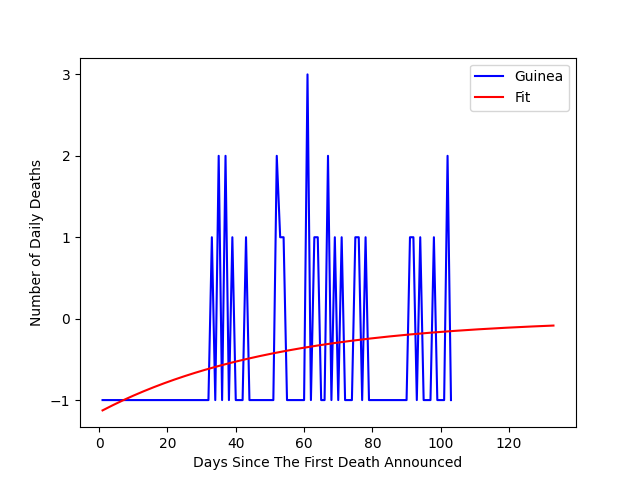 Guinea
Fit
Number of Daily Deaths
3
2
1
0
−1
0 20 40 60 80 100 120
Days Since The First Death Announced